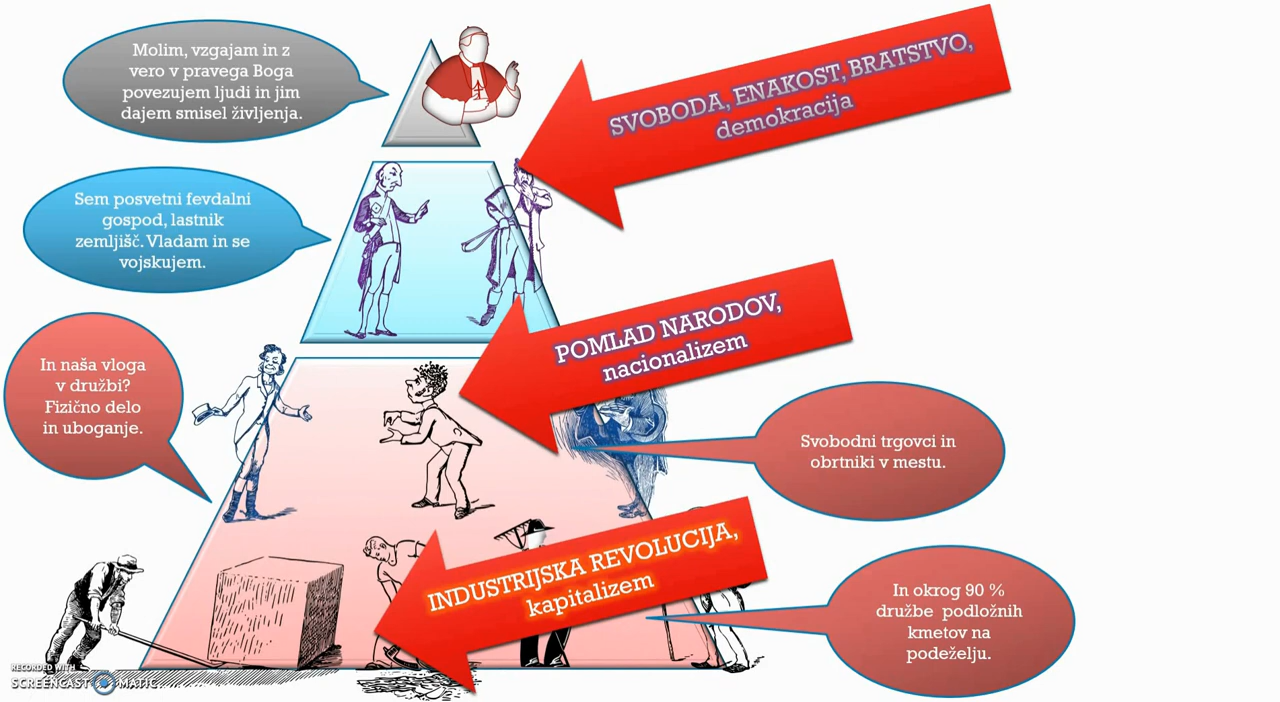 Molim, vzgajam in z
vero v pravega Boga
povezujem ljudi in jim
dajem smisel življenja.
SVOBODA, ENAKOST, BRATSTVO,
demokracija
Sem posvetni fevdalni
gospod, lastnik
zemljišč. Vladam in se
vojskujem.
POMLAD NARODOV,
nacionalizem
In naša vloga
v družbi?
Fizično delo
in uboganje.
Svobodni trgovci in
obrtniki v mestu.
INDUSTRIJSKA REVOLUCIJA,
kapitalizem
In okrog 90 %
družbe podložnih
kmetov na
podeželju.
RECORDED WITH
SCREENCAST MATIC